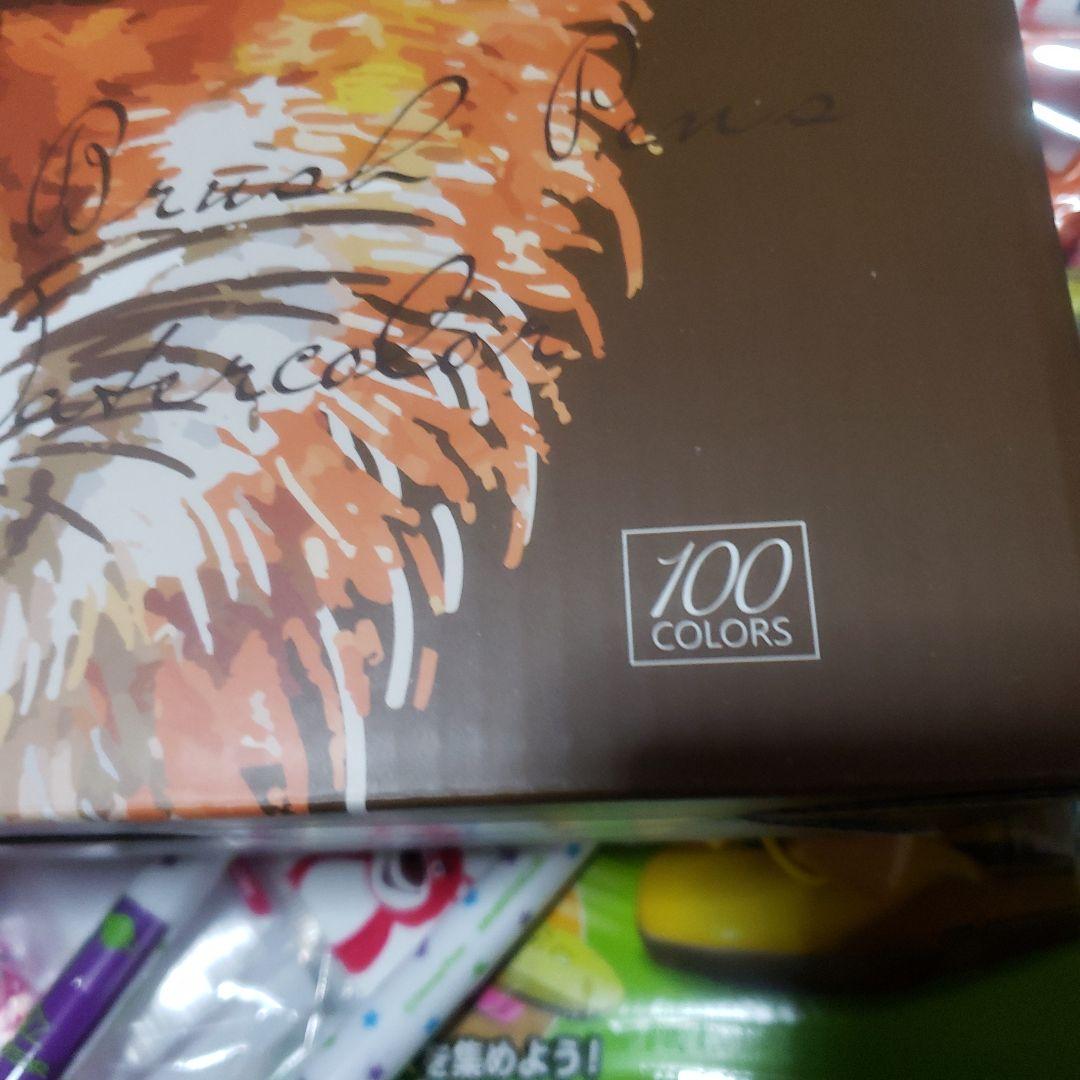 Brush Pens
Watercolor
100
COLORS
を集めよう!